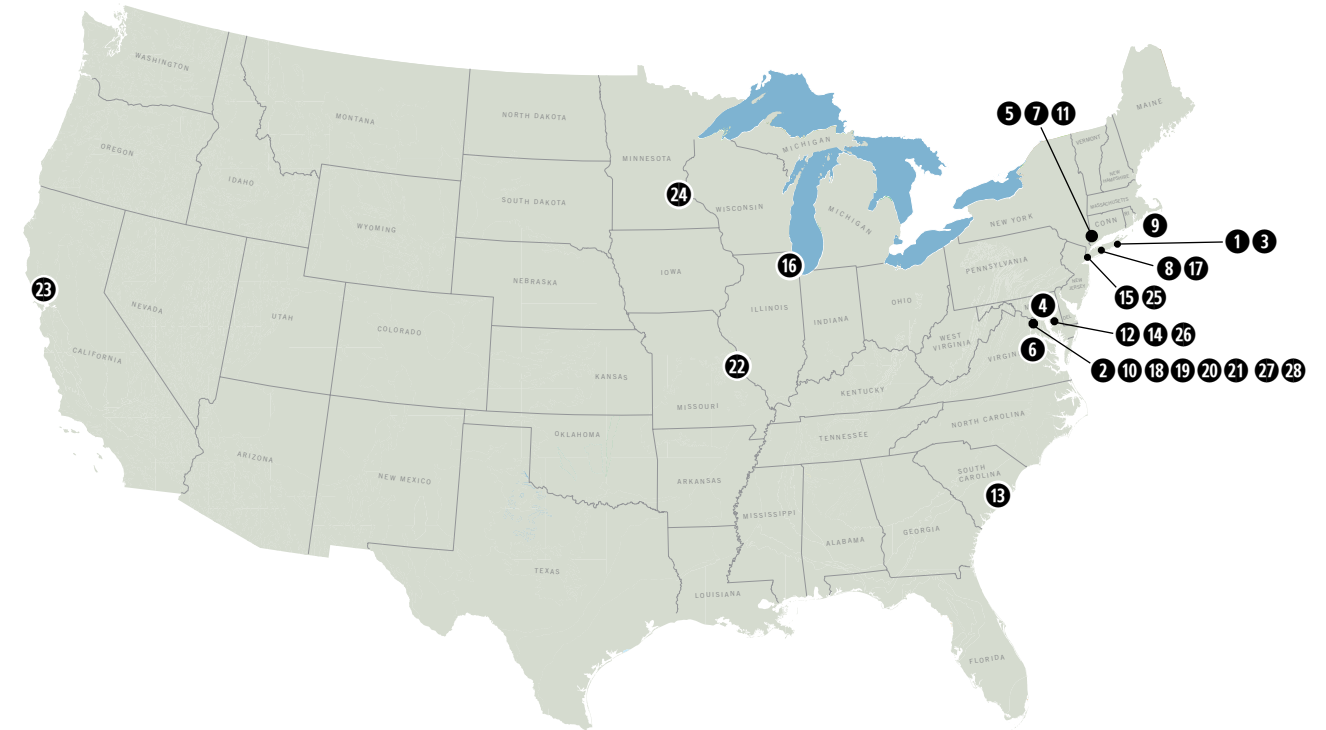 WASHINGTON
MONTANA
NORTH DAKOTA
MINNESOTA
MICHIGAN
MAINE
5 7 11
OREGON
IDAHO
VERMONT
NEW
HAMPSHIRE
24
SOUTH DAKOTA
WISCONSIN
MICHIGAN
MASSACHUSETTS
WYOMING
NEW YORK
CONN
RI
9
1 3
16
IOWA
PENNSYLVANIA
8 17
23
NEBRASKA
NEW
JERSEY
15 25
NEVADA
UTAH
COLORADO
ILLINOIS
INDIANA
OHIO
4
12 14 26
WEST
VIRGINIA
6
CALIFORNIA
22
KANSAS
2 10 18 19 20 21 27 28
MISSOURI
KENTUCKY
NORTH CAROLINA
OKLAHOMA
TENNESSEE
ARIZONA
NEW MEXICO
ARKANSAS
SOUTH
CAROLINA
13
MISSISSIPPI
ALABAMA
GEORGIA
TEXAS
LOUISIANA
FLORIDA